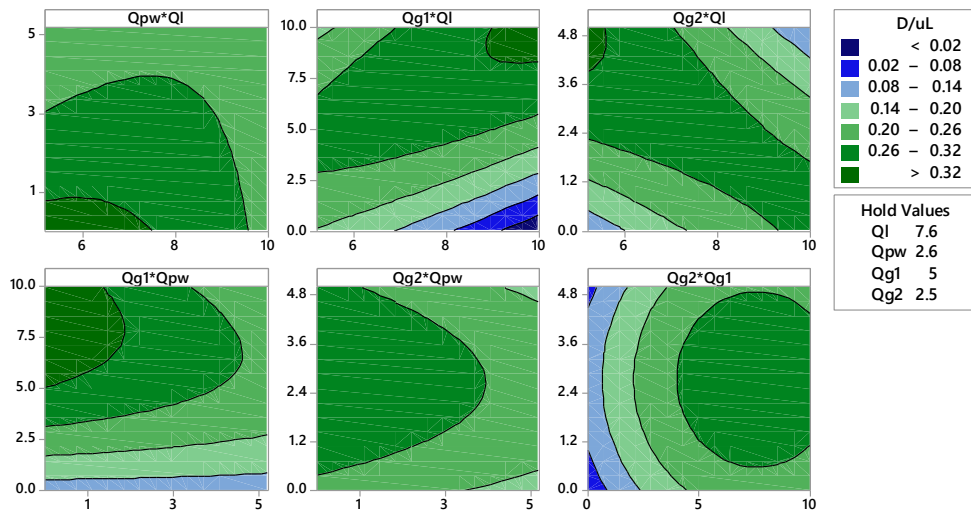 Qpw*Ql
5
3
1
6 8 10
Qg1*Ql
10.0
7.5
5.0
2.5
0.0
6 8 10
Qg2*Ql
4.8
3.6
2.4
1.2
0.0
6 8 10
Qg1*Qpw
10.0
7.5
5.0
2.5
0.0
1 3 5
Qg2*Qpw
4.8
3.6
2.4
1.2
0.0
1 3 5
Qg2*Qg1
4.8
3.6
2.4
1.2
0.0
0 5 10
D/uL
< 0.02
0.02 – 0.08
0.08 – 0.14
0.14 – 0.20
0.20 – 0.26
0.26 – 0.32
> 0.32
Hold Values
Ql 7.6
Qpw 2.6
Qg1 5
Qg2 2.5